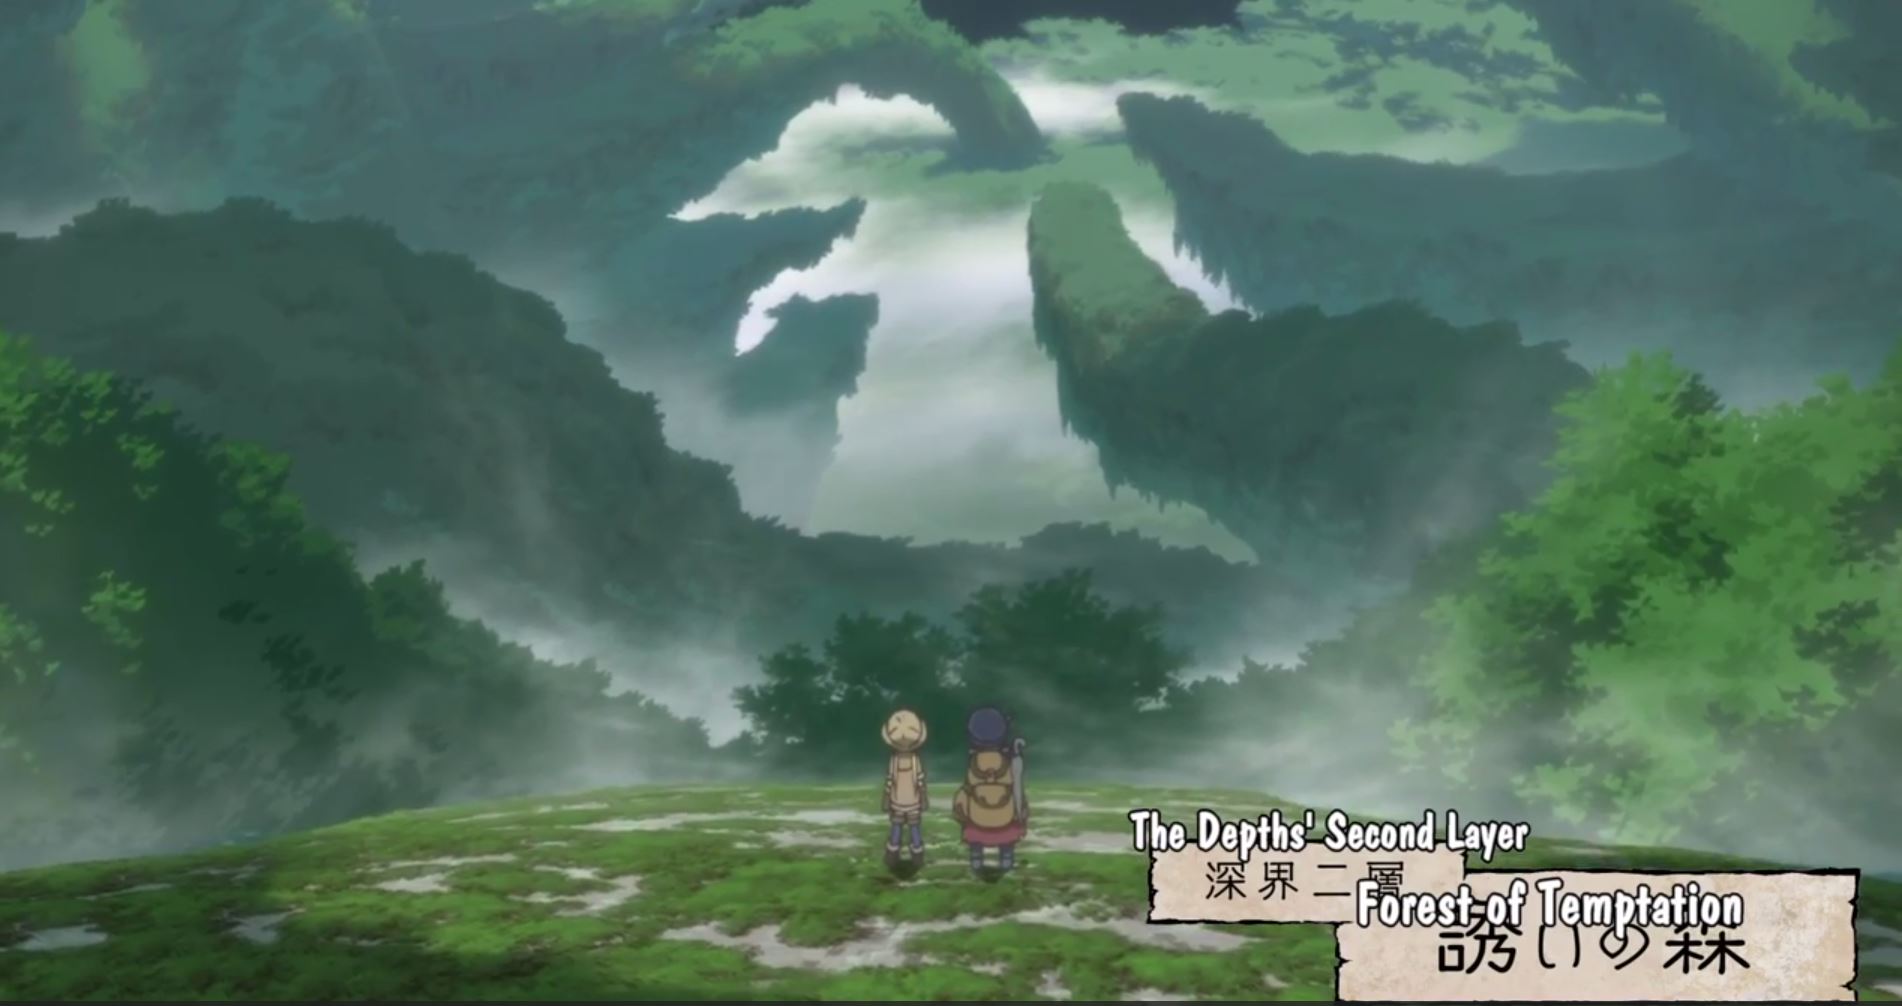 The Depths' Second Layer
深界二層
Forest of Temptation
誘いの森